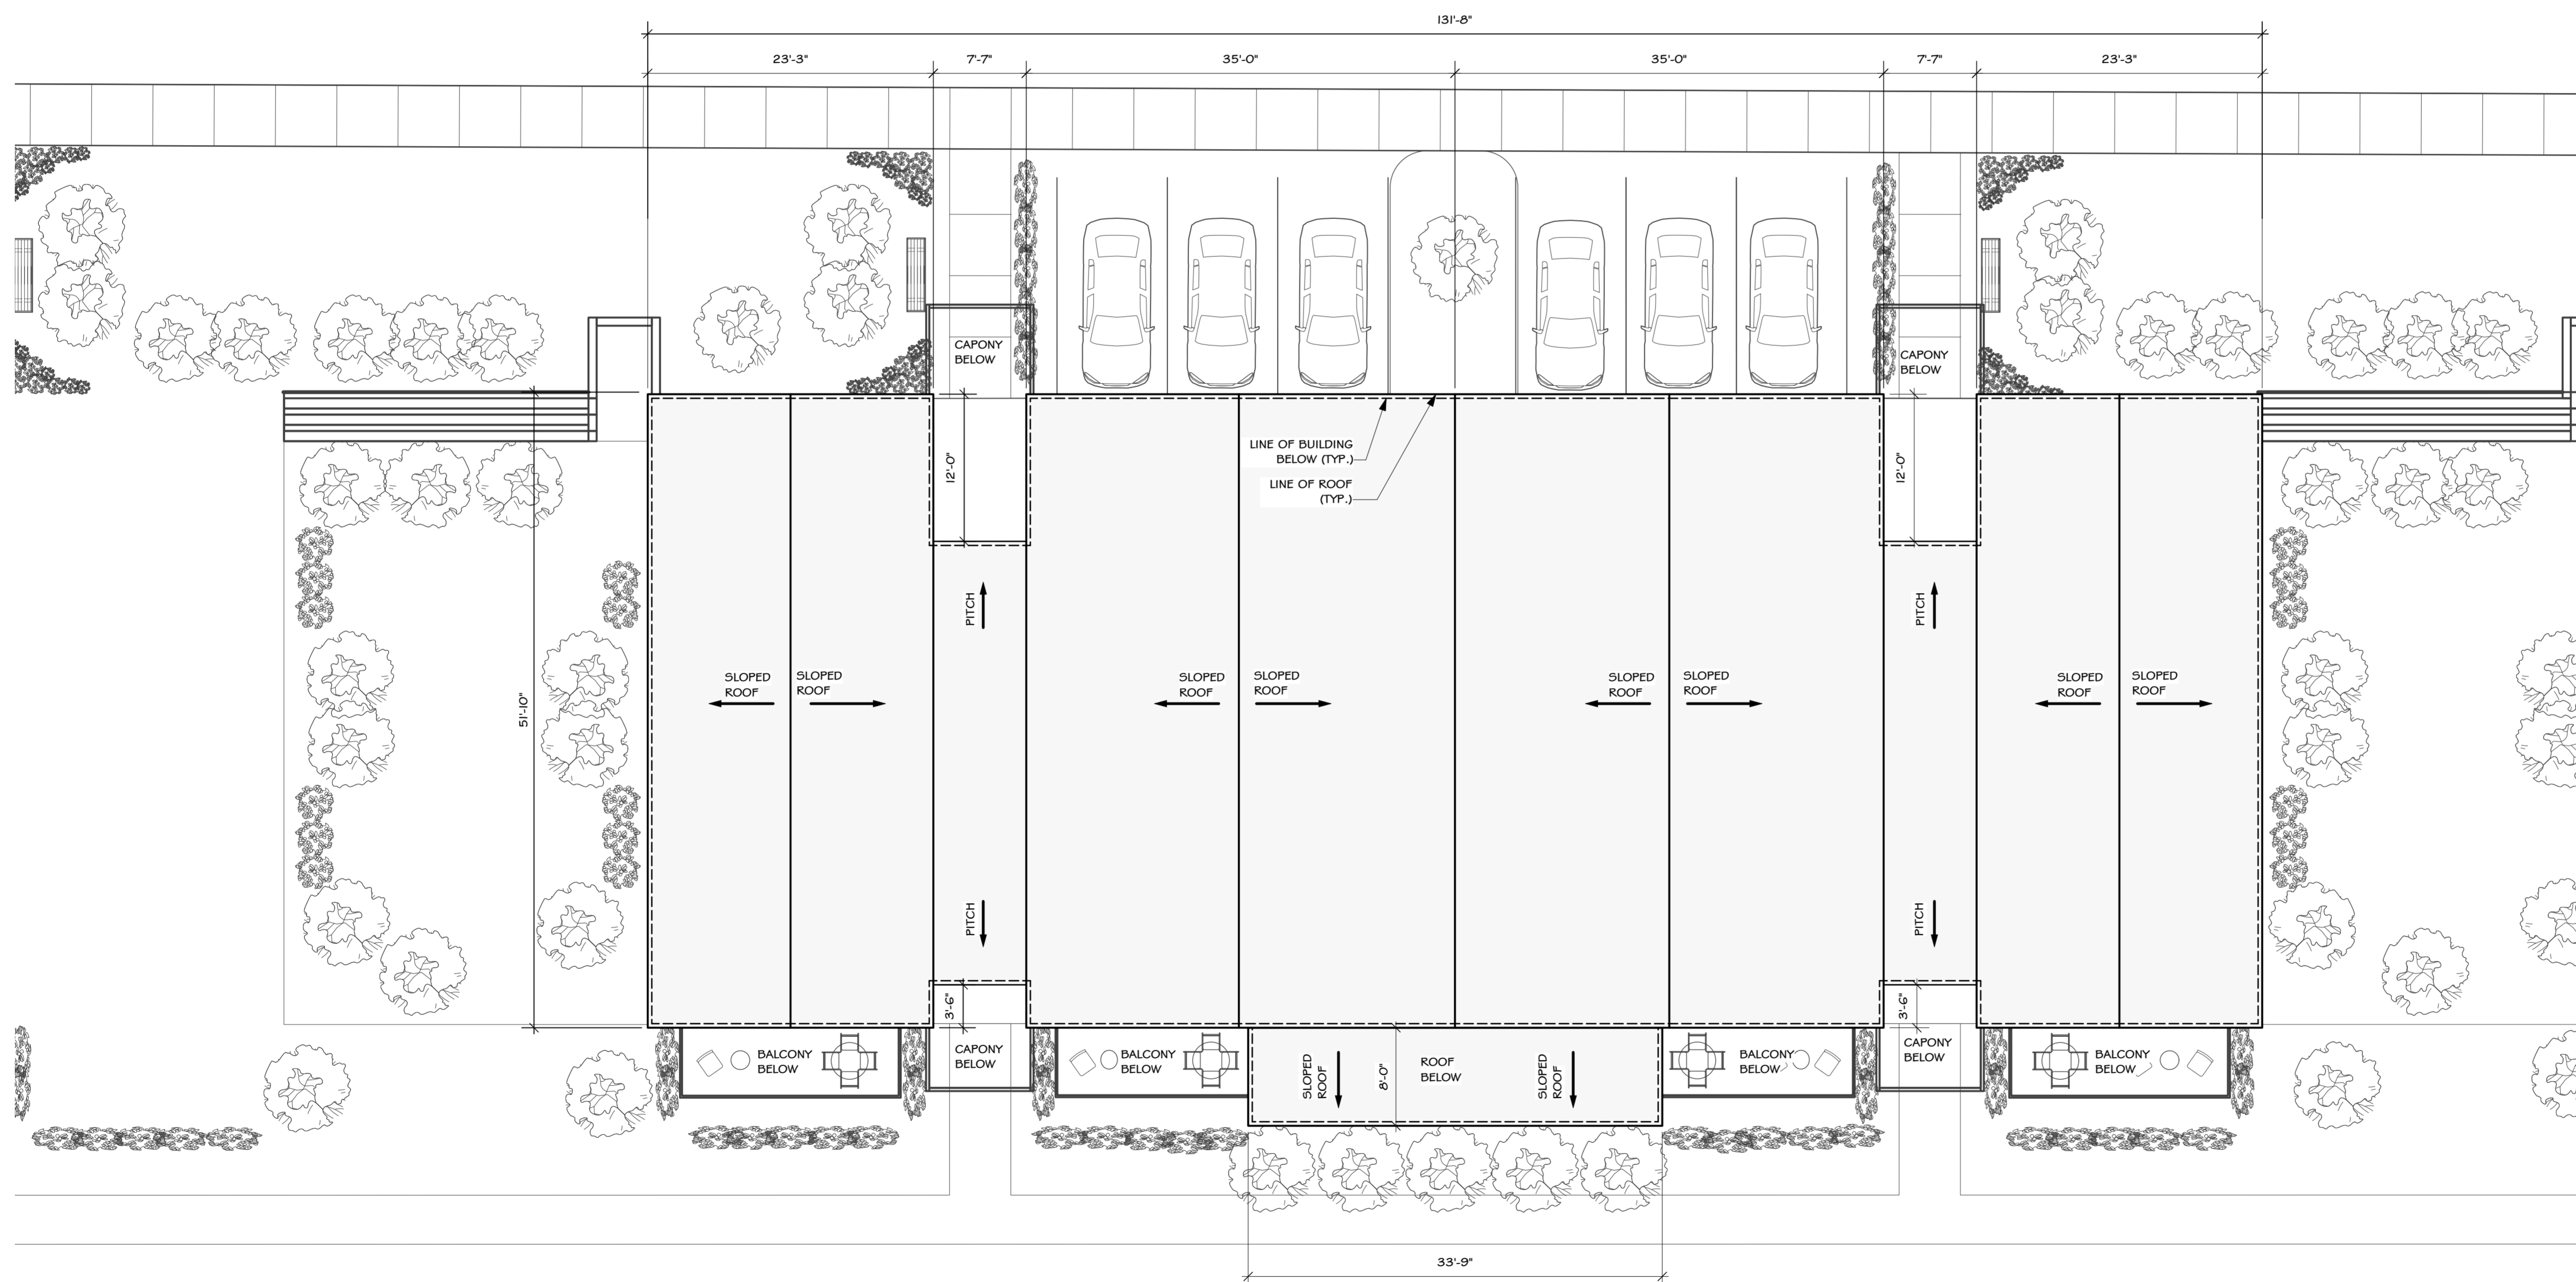 131'-8"
23'-3"
7'-7"
35'-0"
35'-0"
7'-7"
23'-3"
CAPONY
BELOW
CAPONY
BELOW
LINE OF BUILDING
BELOW (TYP.)
LINE OF ROOF
(TYP.)
12'-0"
12'-0"
PITCH
PITCH
51'-10"
SLOPED
ROOF
SLOPED
ROOF
SLOPED
ROOF
SLOPED
ROOF
SLOPED
ROOF
SLOPED
ROOF
SLOPED
ROOF
SLOPED
ROOF
PITCH
PITCH
3'-6"
3'-6"
BALCONY
BELOW
CAPONY
BELOW
BALCONY
BELOW
SLOPED
ROOF
8'-0"
ROOF
BELOW
SLOPED
ROOF
BALCONY
BELOW
CAPONY
BELOW
BALCONY
BELOW
33'-9"